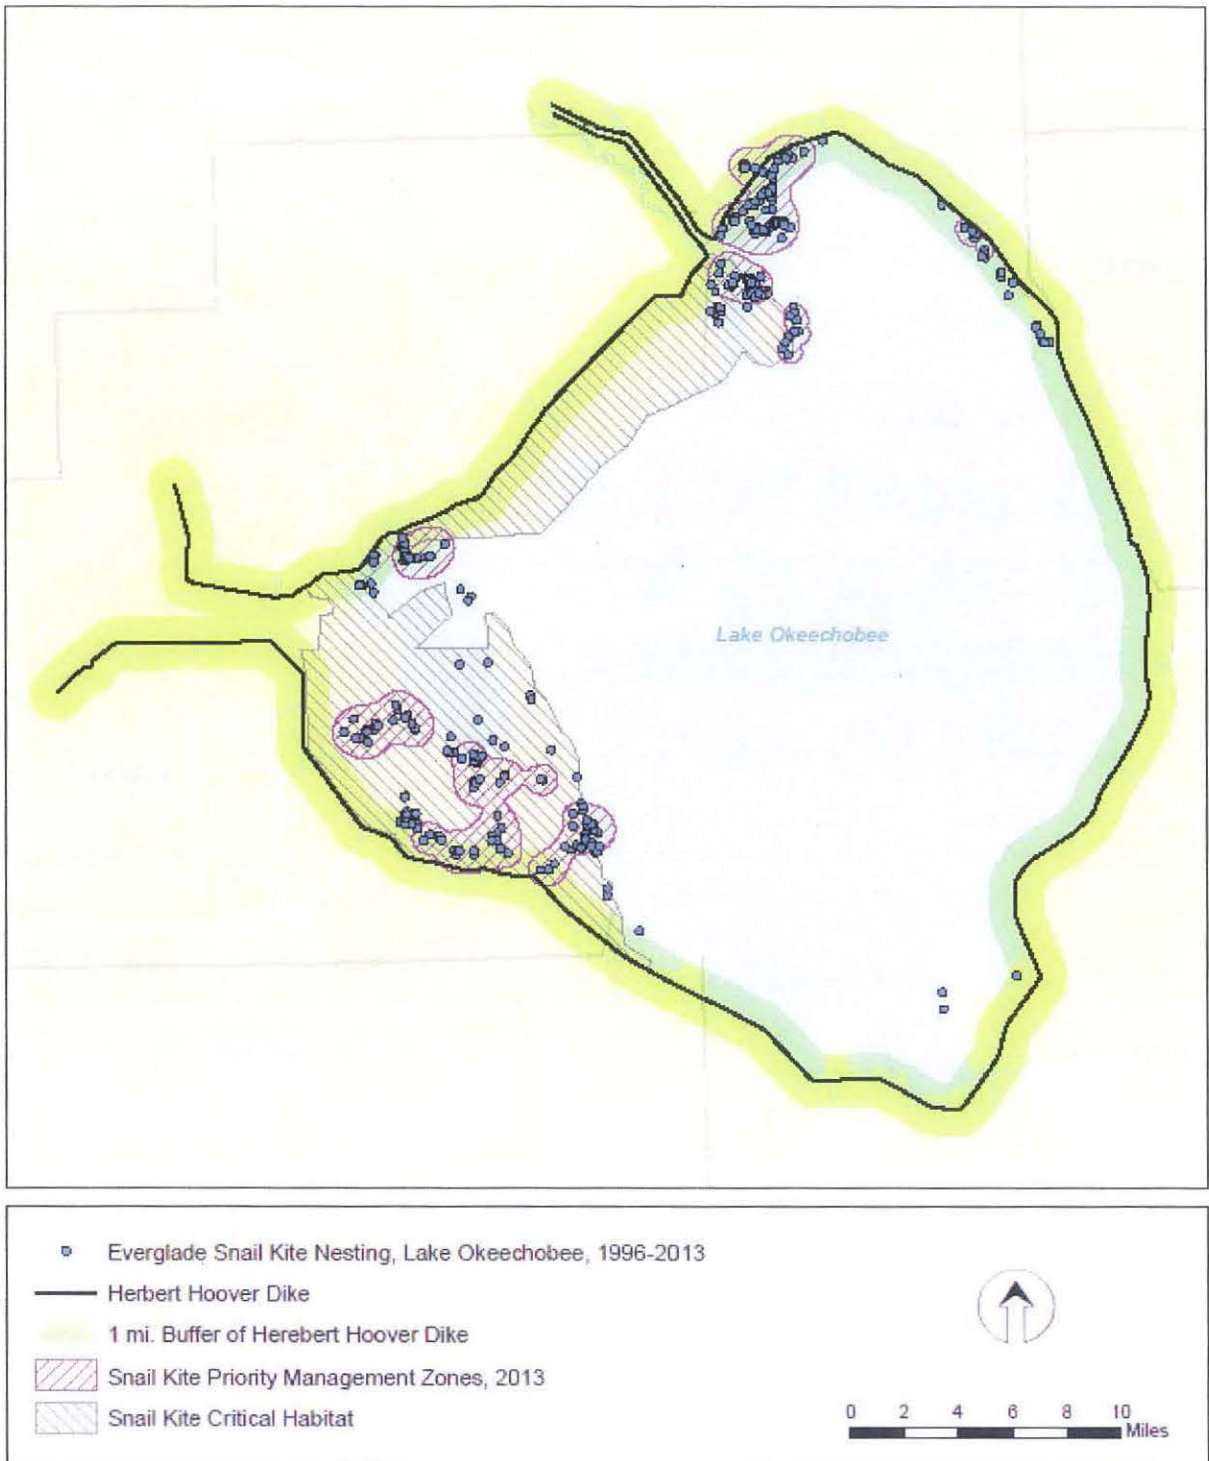 Lake Okeechobee
Everglade Snail Kite Nesting, Lake Okeechobee, 1996-2013
Herbert Hoover Dike
1 mi. Buffer of Herebert Hoover Dike
Snail Kite Priority Management Zones, 2013
Snail Kite Critical Habitat
0 2 4 6 8 10
Miles